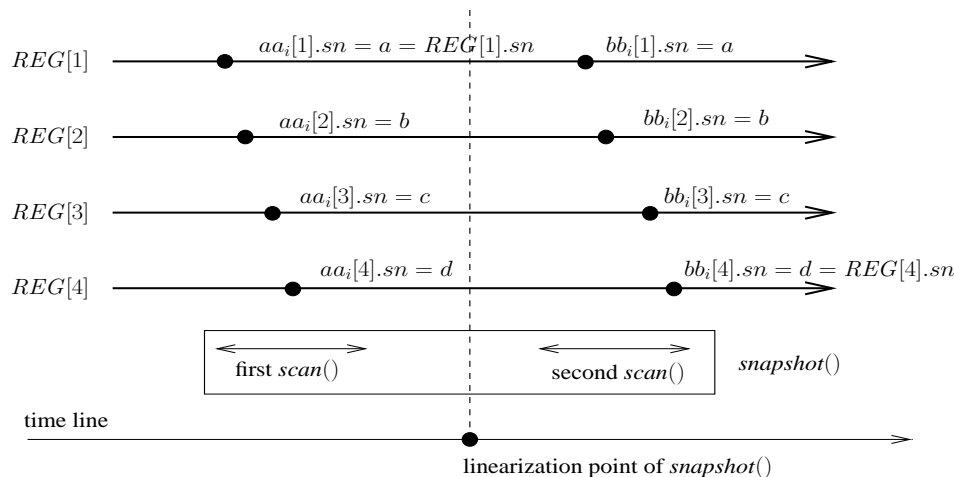 REG[1] aa_i[1].sn = a = REG[1].sn bb_i[1].sn = a
REG[2] aa_i[2].sn = b bb_i[2].sn = b
REG[3] aa_i[3].sn = c bb_i[3].sn = c
REG[4] aa_i[4].sn = d bb_i[4].sn = d = REG[4].sn
first scan() second scan() snapshot()
time line
linearization point of snapshot()